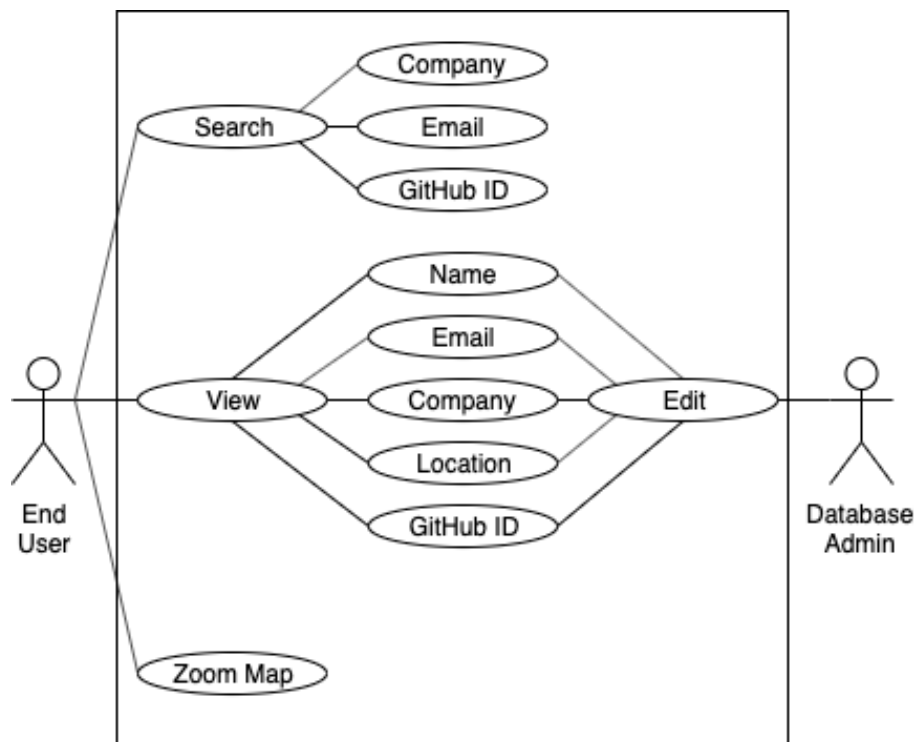 Company
Search
Email
GitHub ID
Name
Email
View
Company
Edit
Location
GitHub ID
End
User
Database
Admin
Zoom Map